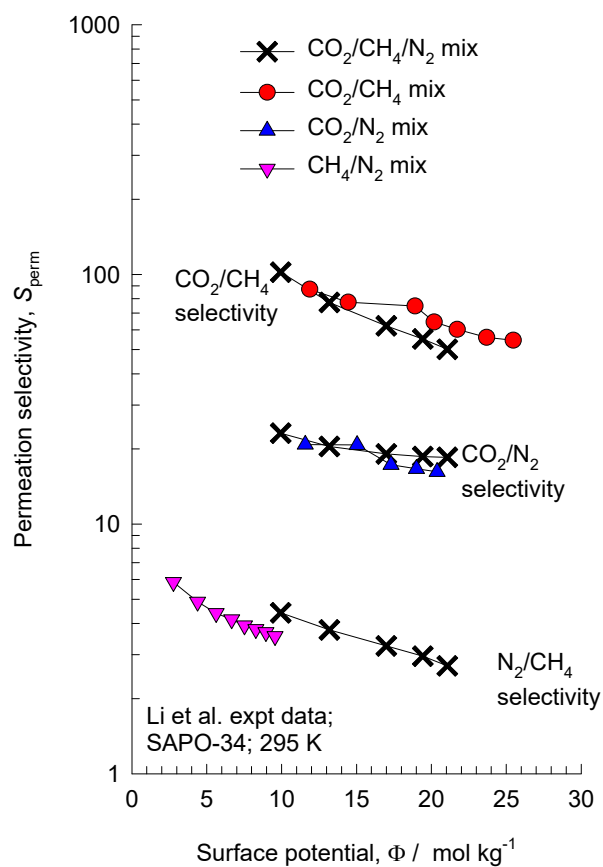 1000
CO₂/CH₄/N₂ mix
CO₂/CH₄ mix
CO₂/N₂ mix
CH₄/N₂ mix
Permeation selectivity, S_perm
100
CO₂/CH₄
selectivity
CO₂/N₂
selectivity
10
N₂/CH₄
selectivity
Li et al. expt data;
SAPO-34; 295 K
1
0 5 10 15 20 25 30
Surface potential, Φ / mol kg⁻¹